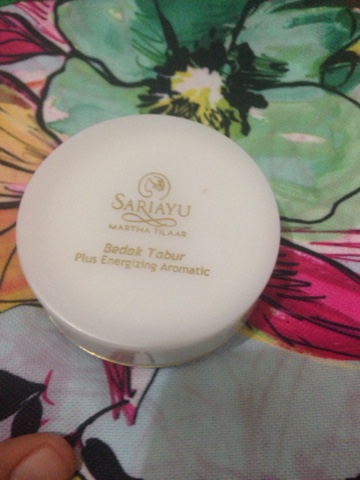 SARIAYU
MARTHA TILAAR
Bedak Tabur
Plus Energizing Aromatic